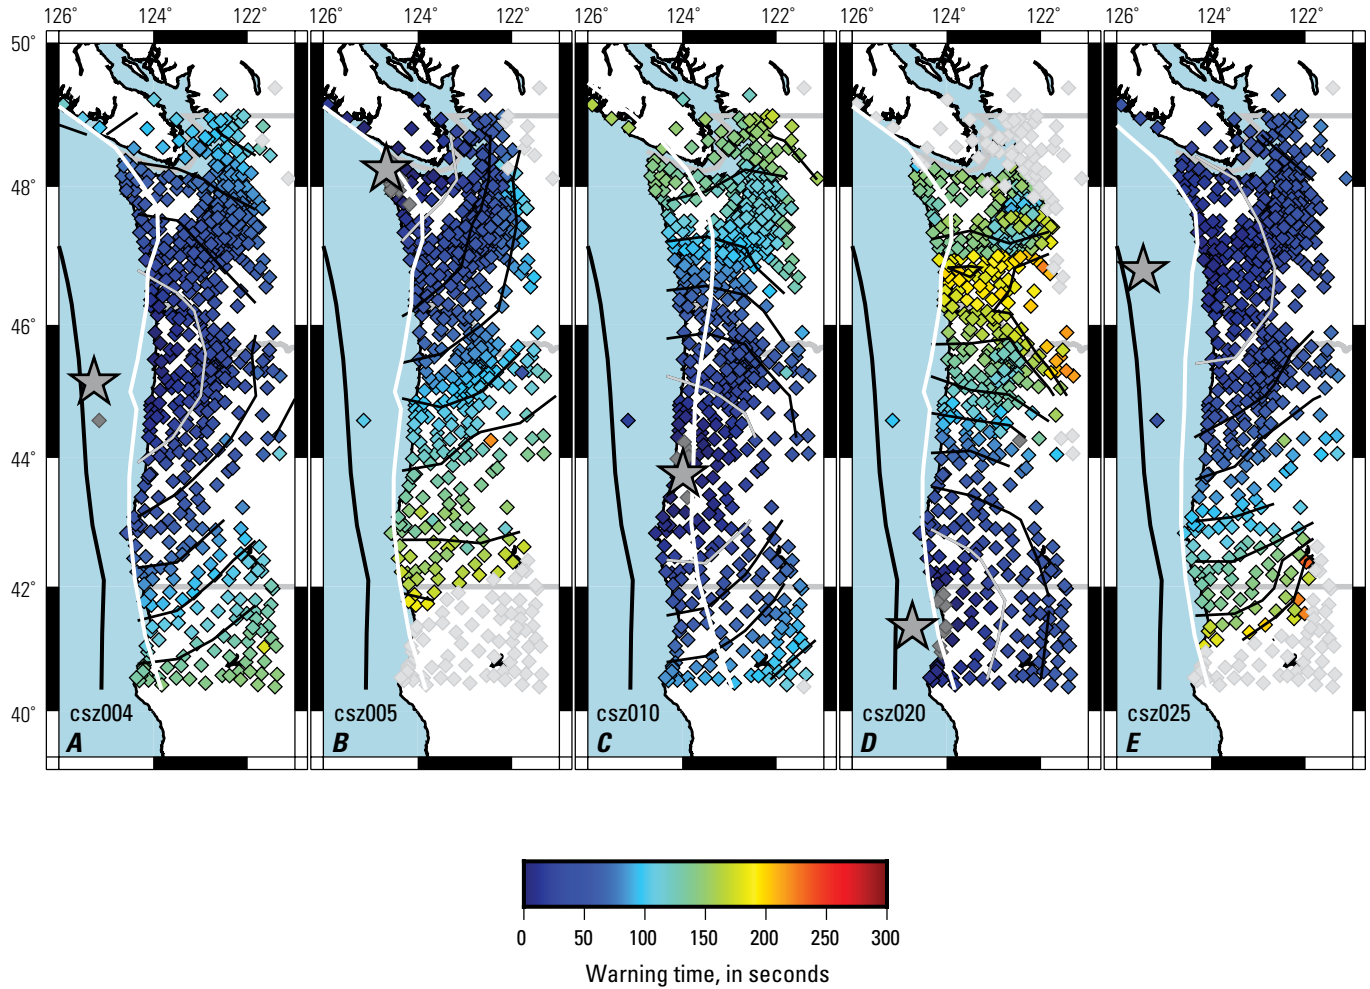 126° 124° 122° 126° 124° 122° 126° 124° 122° 126° 124° 122° 126° 124 122°
50°
48°
46°
44°
42°
40°
csz004 csz005 csz010 csz020 csz025
A B C D E
0 50 100 150 200 250 300
Warning time, in seconds